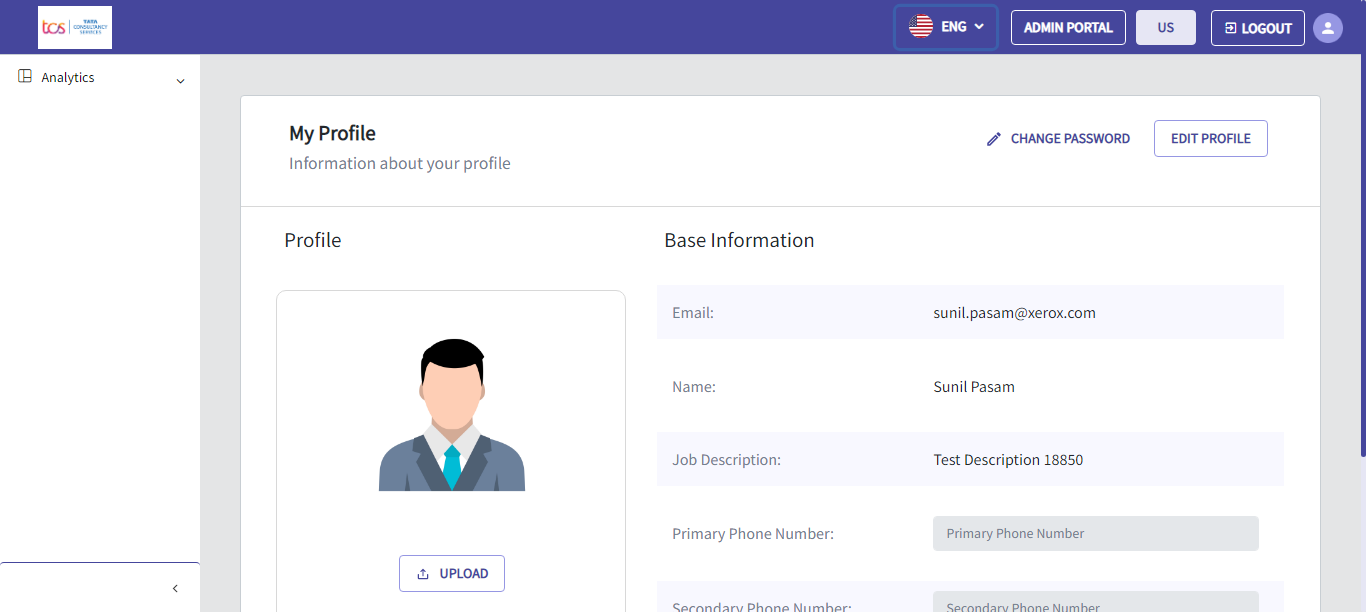 tcs TATA CONSULTANCY SERVICES
ENG
ADMIN PORTAL
US
LOGOUT
Analytics
My Profile
Information about your profile
CHANGE PASSWORD
EDIT PROFILE
Profile
UPLOAD
Base Information
Email: sunil.pasam@xerox.com
Name: Sunil Pasam
Job Description: Test Description 18850
Primary Phone Number: Primary Phone Number
Secondary Phone Number: Secondary Phone Number